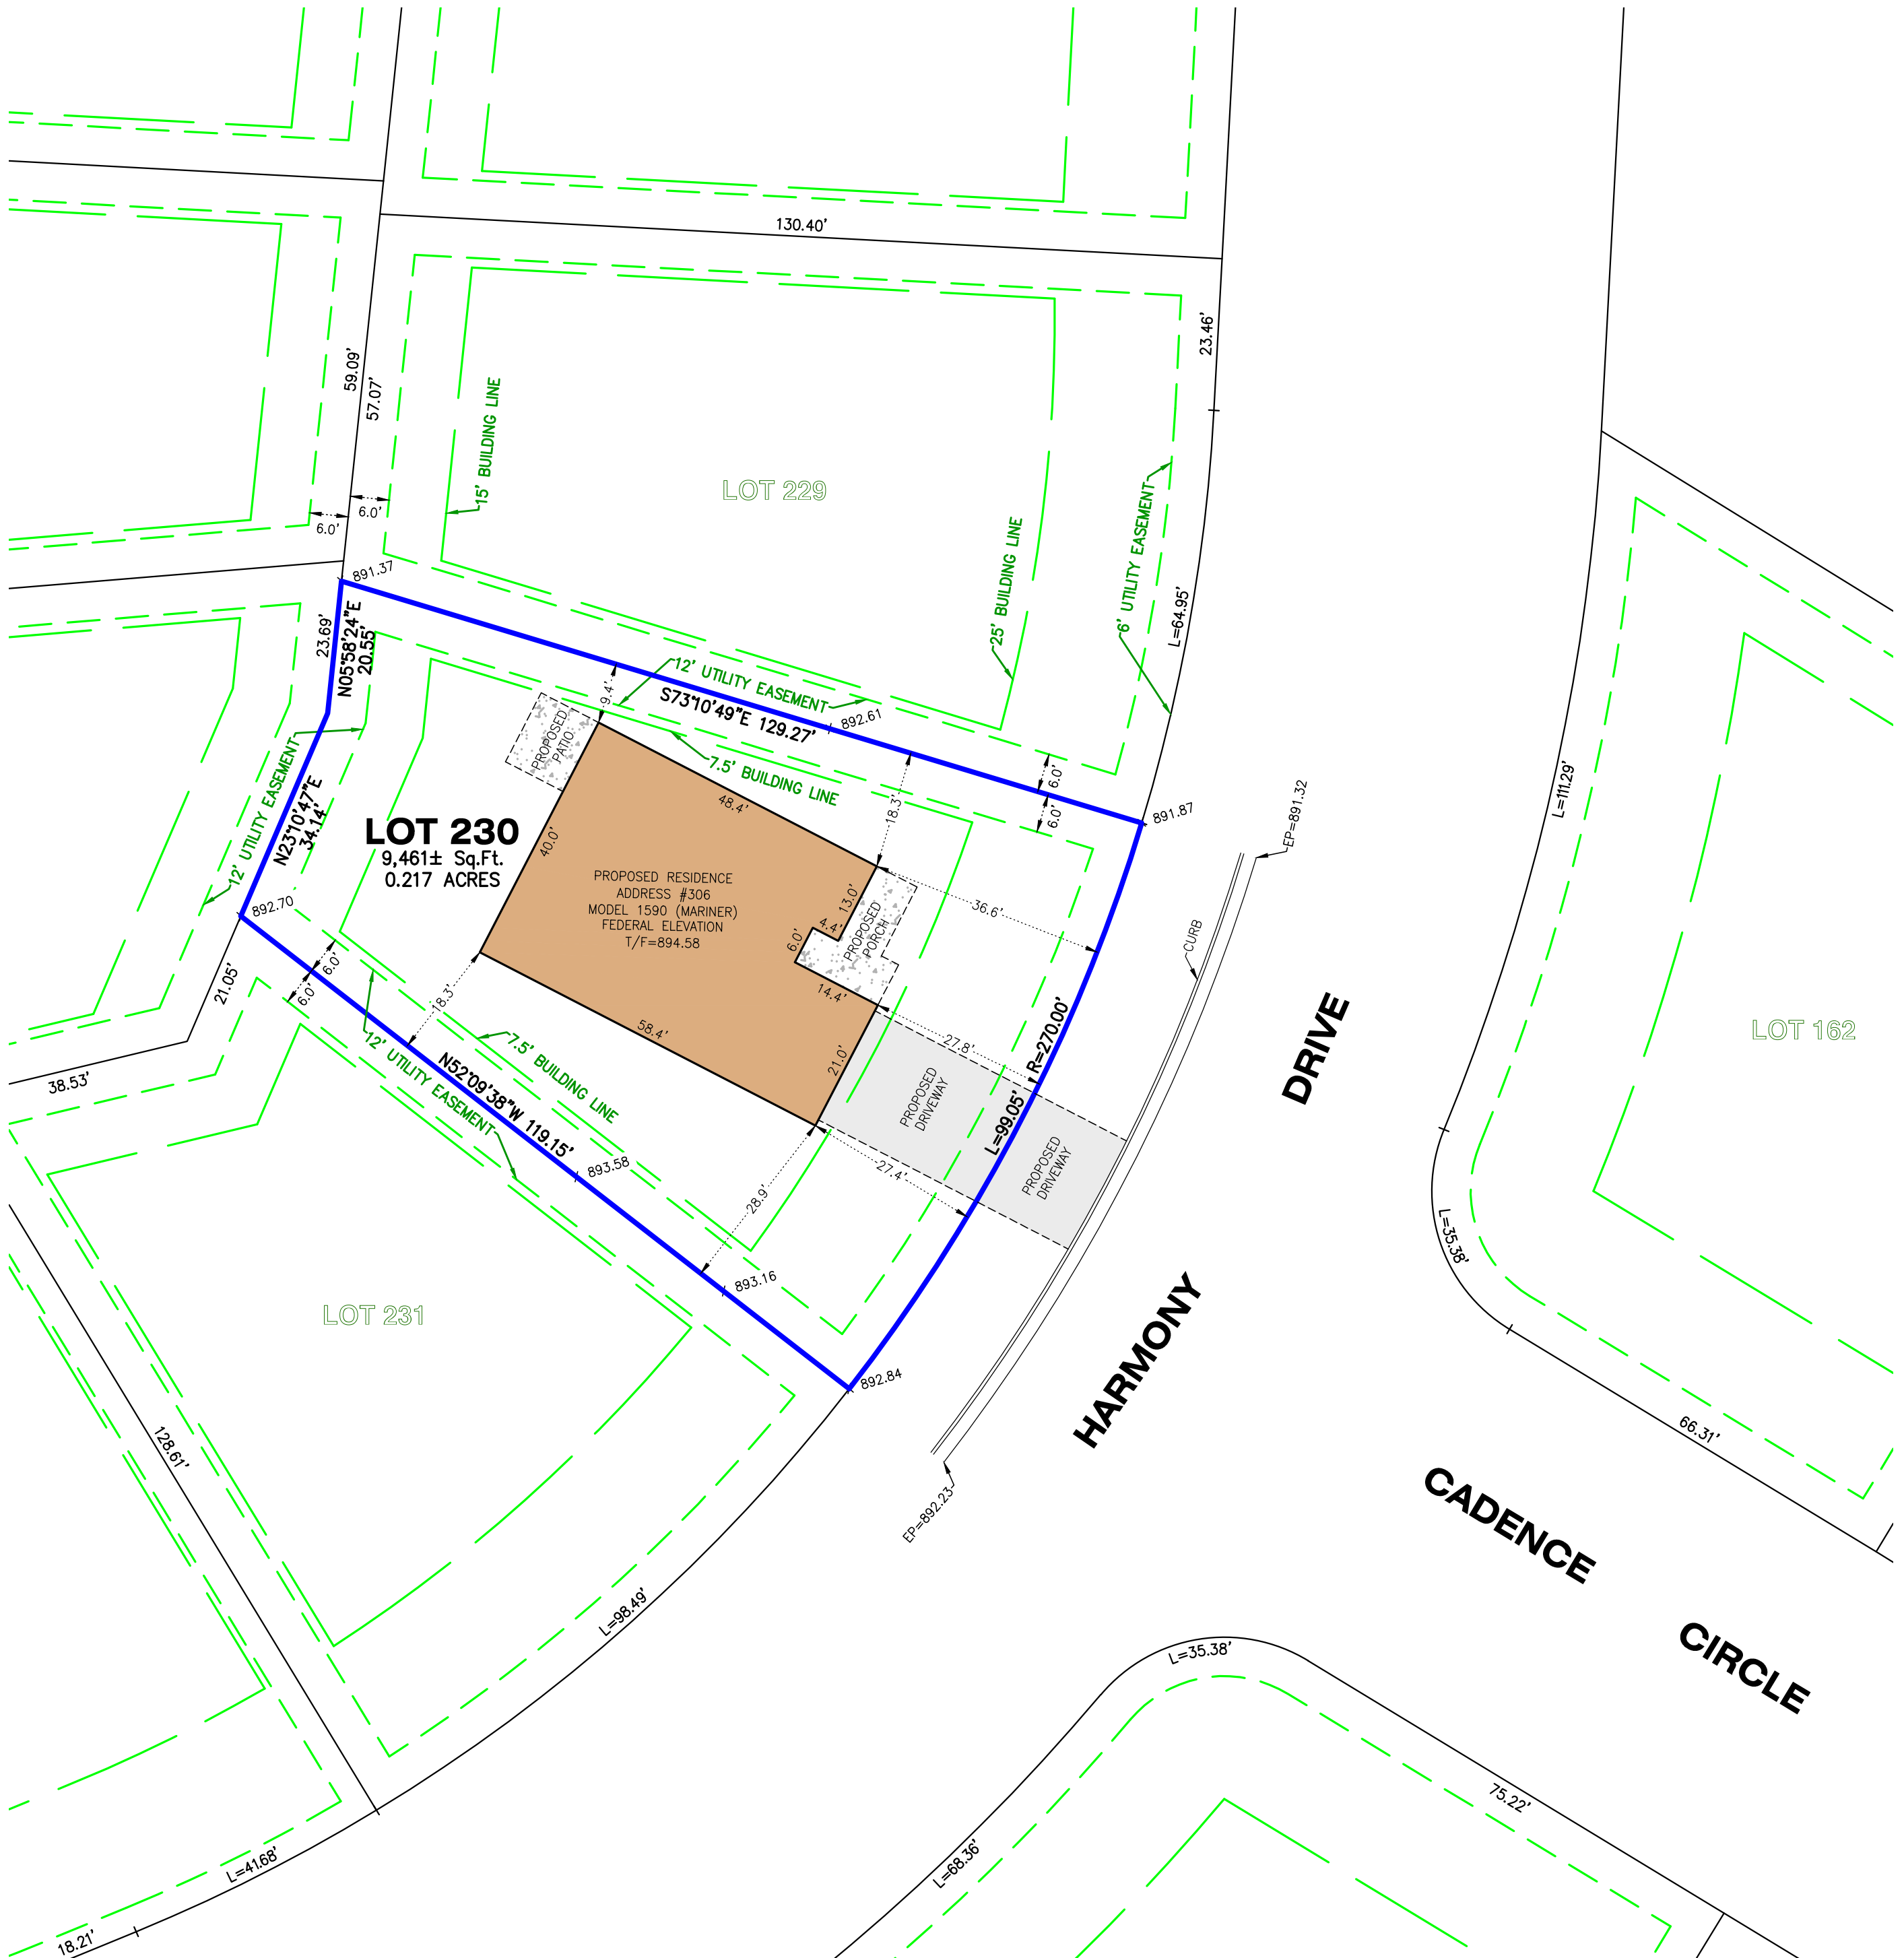 130.40'
23.46'
59.09'
57.07'
15' BUILDING LINE
LOT 229
6.0'
6.0'
25' BUILDING LINE
6' UTILITY EASEMENT
L=64.95'
891.37
23.69'
N05°58'24"E
20.55'
12' UTILITY EASEMENT
S73°10'49"E 129.27'
892.61
9.4'
PROPOSED
PATIO
7.5' BUILDING LINE
48.4'
18.3'
6.0'
6.0'
891.87
EP=891.32
L=111.29'
12' UTILITY EASEMENT
N23°10'47"E
34.14'
LOT 230
9,461± Sq.Ft.
0.217 ACRES
40.0'
PROPOSED RESIDENCE
ADDRESS #306
MODEL 1590 (MARINER)
FEDERAL ELEVATION
T/F=894.58
13.0'
4.4'
6.0'
PROPOSED
PORCH
14.4'
36.6'
CURB
892.70
21.05'
6.0'
6.0'
18.3'
58.4'
21.0'
27.8'
L=99.05' R=270.00'
DRIVE
LOT 162
38.53'
12' UTILITY EASEMENT
7.5' BUILDING LINE
N52°09'38"W 119.15'
893.58
PROPOSED
DRIVEWAY
PROPOSED
DRIVEWAY
27.4'
28.9'
893.16
892.84
L=35.38'
HARMONY
LOT 231
128.61'
66.31'
EP=892.23
CADENCE
CIRCLE
L=98.49'
L=35.38'
75.22'
L=41.68'
L=68.36'
18.21'